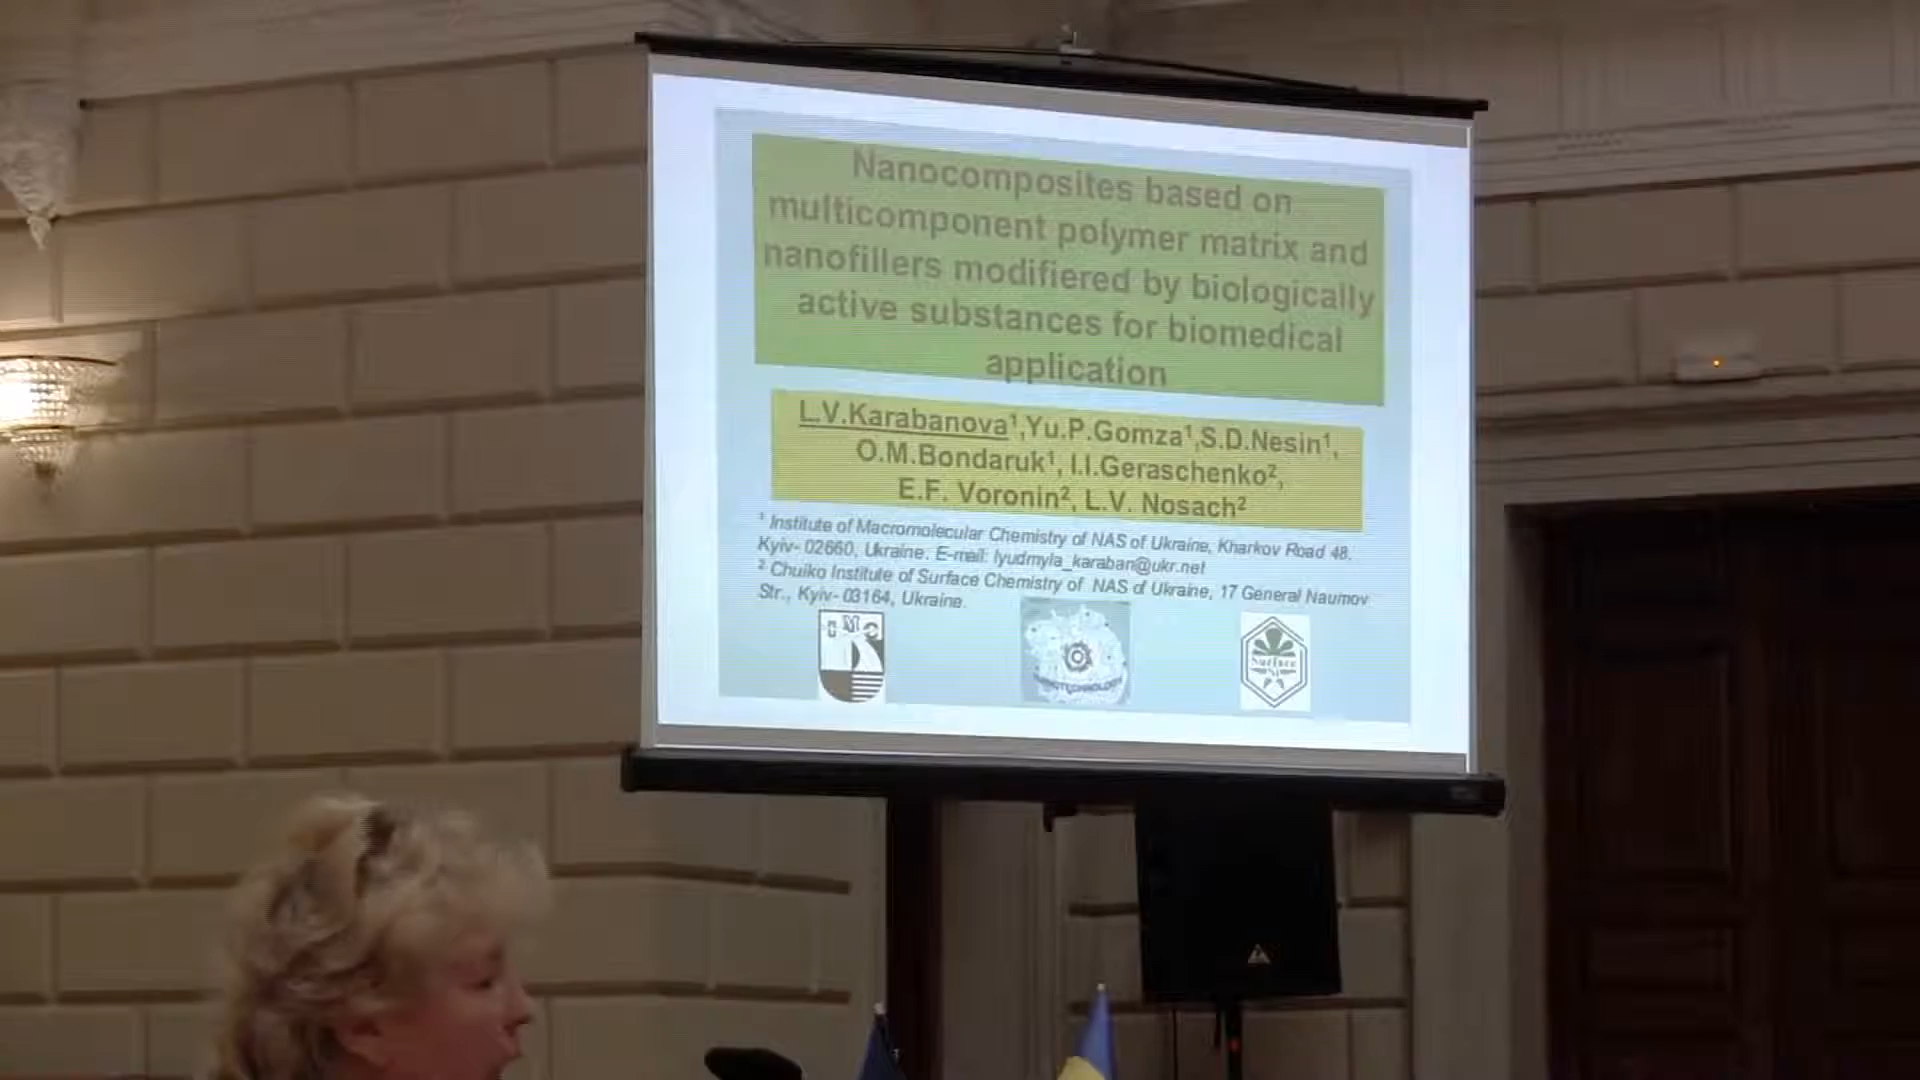 Nanocomposites based on
multicomponent polymer matrix and
nanofillers modifiered by biologically
active substances for biomedical
application
L.V.Karabanova¹,Yu.P.Gomza¹,S.D.Nesin¹,
O.M.Bondaruk¹, I.I.Geraschenko²,
E.F. Voronin², L.V. Nosach²
¹ Institute of Macromolecular Chemistry of NAS of Ukraine, Kharkov Road 48,
Kyiv- 02660, Ukraine. E-mail: lyudmyla_karaban@ukr.net
² Chuiko Institute of Surface Chemistry of NAS of Ukraine, 17 General Naumov
Str., Kyiv- 03164, Ukraine.
Surface